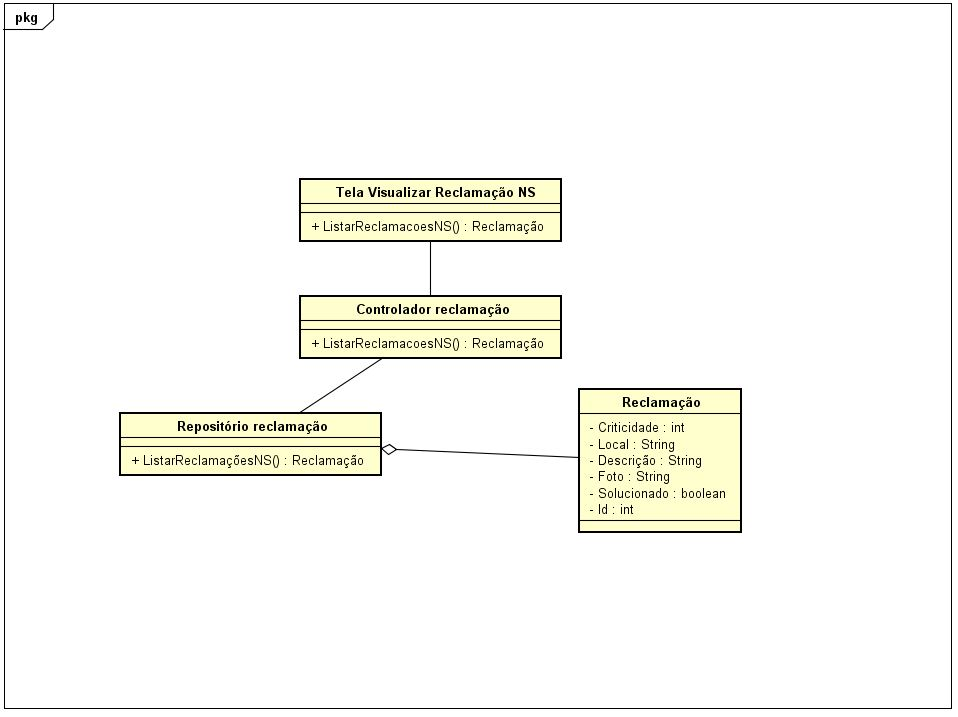 pkg
Tela Visualizar Reclamação NS
+ ListarReclamacoesNS() : Reclamação
Controlador reclamação
+ ListarReclamacoesNS() : Reclamação
Repositório reclamação
+ ListarReclamaçõesNS() : Reclamação
Reclamação
- Criticidade : int
- Local : String
- Descrição : String
- Foto : String
- Solucionado : boolean
- Id : int